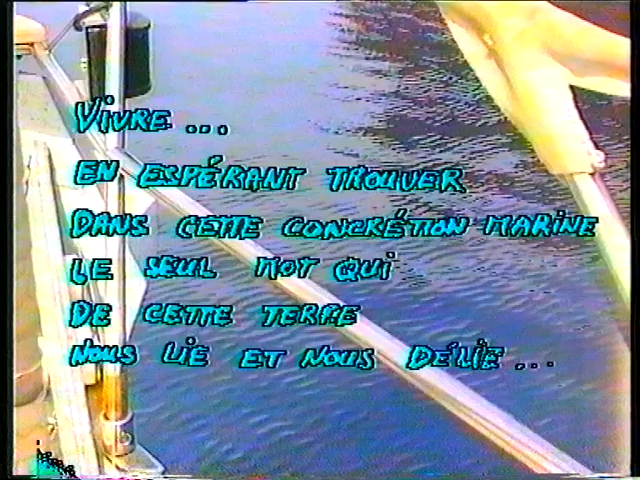 Vivre ...
en espérant trouver
dans cette concrétion marine
le seul mot qui
de cette terre
nous lie et nous délie ...